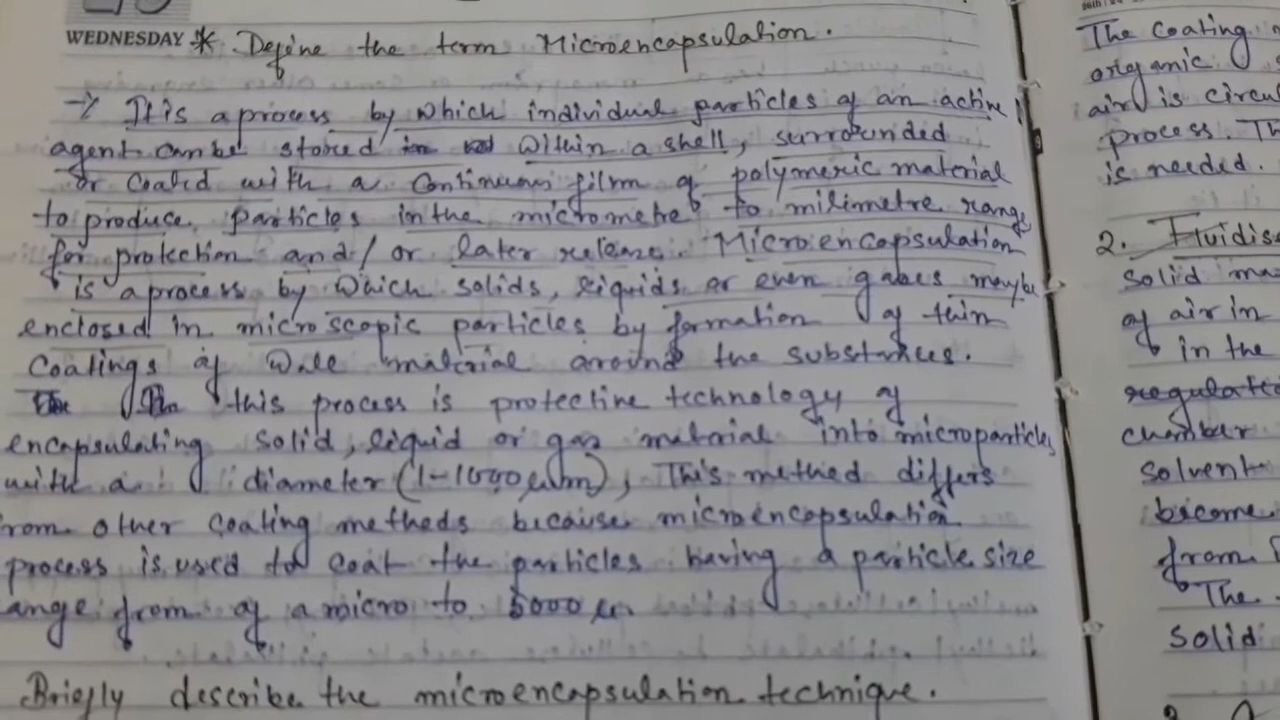 WEDNESDAY * Define the term Microencapsulation.
→ It is a process by which individual particles of an active
agent can be stored in within a shell, surrounded
or coated with a continuous film of polymeric material
to produce particles in the micrometre to milimetre range
for protection and/or later release. Microencapsulation
is a process by which solids, liquids or even gases maybe
enclosed in microscopic particles by formation of thin
coatings of wall material around the substances.
this process is protective technology of
encapsulating solid, liquid or gas material into microparticles
with a diameter (1-1000 μm), This method differs
from other coating methods because microencapsulation
process is used to coat the particles having a particle size
ange from of a micro to 5000 μ
Briefly describe the microencapsulation technique.
The coating
organic
air is circul
process. Th
is needed.
2. Fluidise
solid ma
of air in
in the
regulati
chamber
solvent
become
from
The
solid